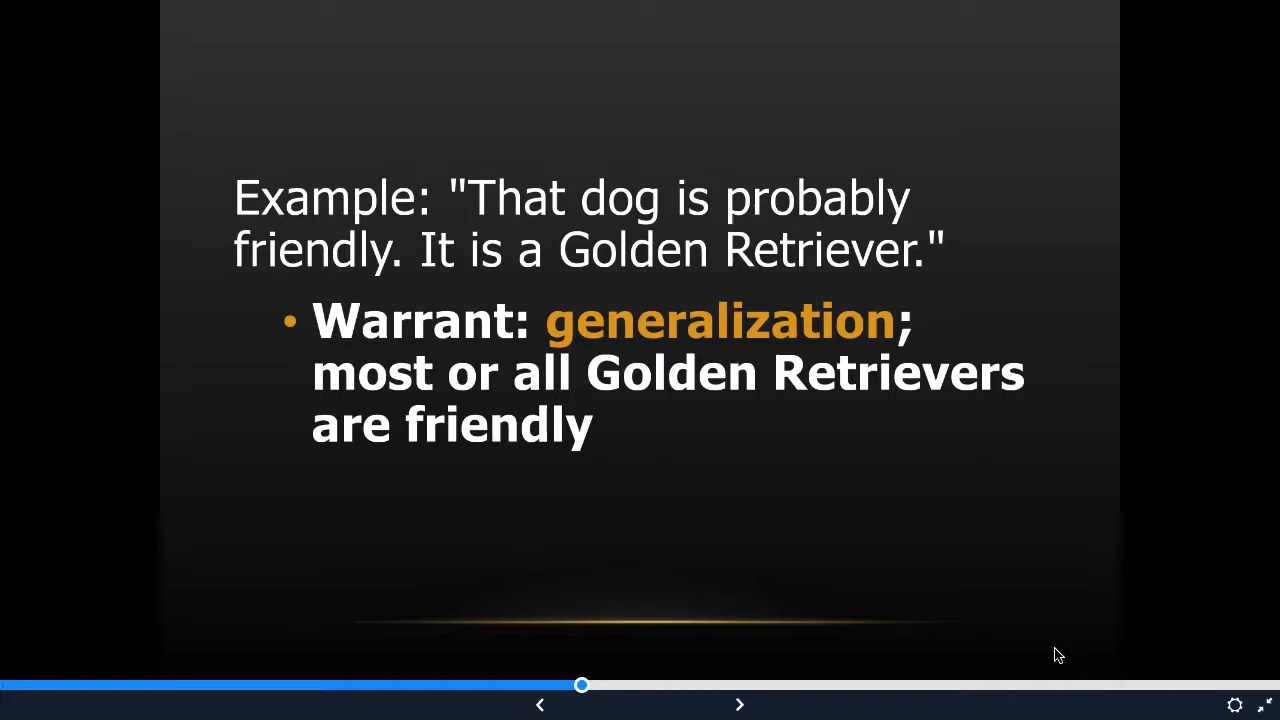 Example: "That dog is probably
friendly. It is a Golden Retriever."
• Warrant: generalization;
most or all Golden Retrievers
are friendly